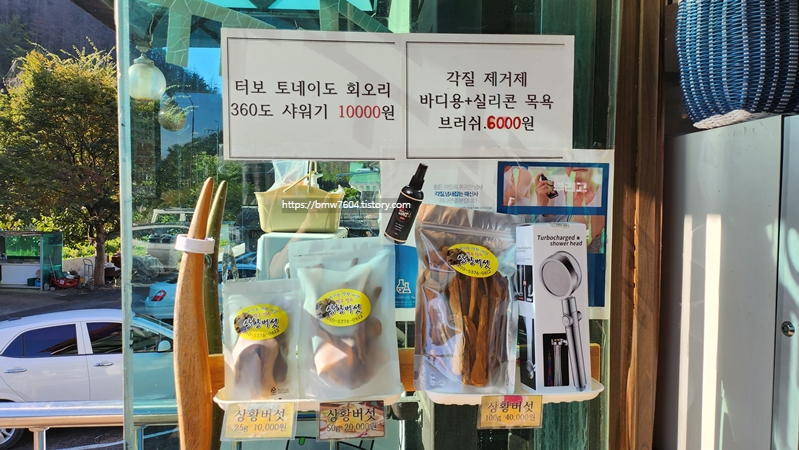 터보 토네이도 회오리
360도 샤워기 10000원
각질 제거제
바디용+실리콘 목욕
브러쉬.6000원
https://bmw7604.tistory.com
상황버섯
상황버섯
상황버섯
Turbocharged
shower head
상황버섯
25g 10,000원
상황버섯
50g 20,000원
상황버섯
100g 40,000원